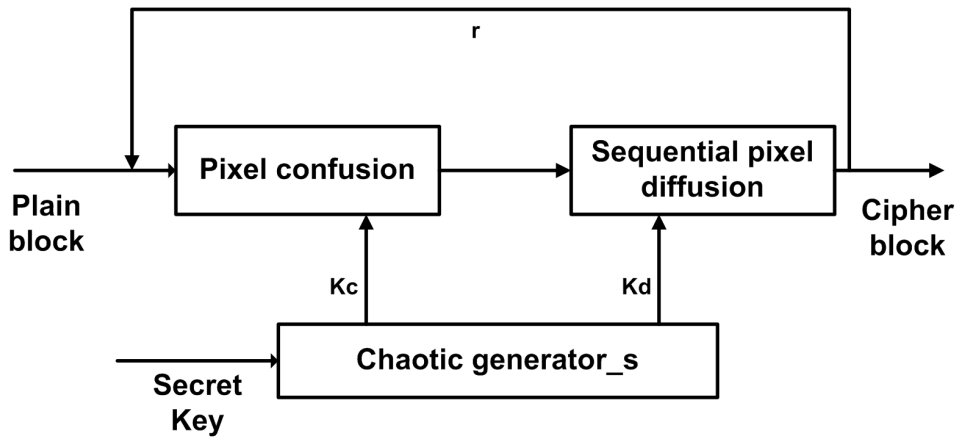 r
Pixel confusion
Sequential pixel
diffusion
Plain
block
Cipher
block
Kc
Kd
Chaotic generator_s
Secret
Key